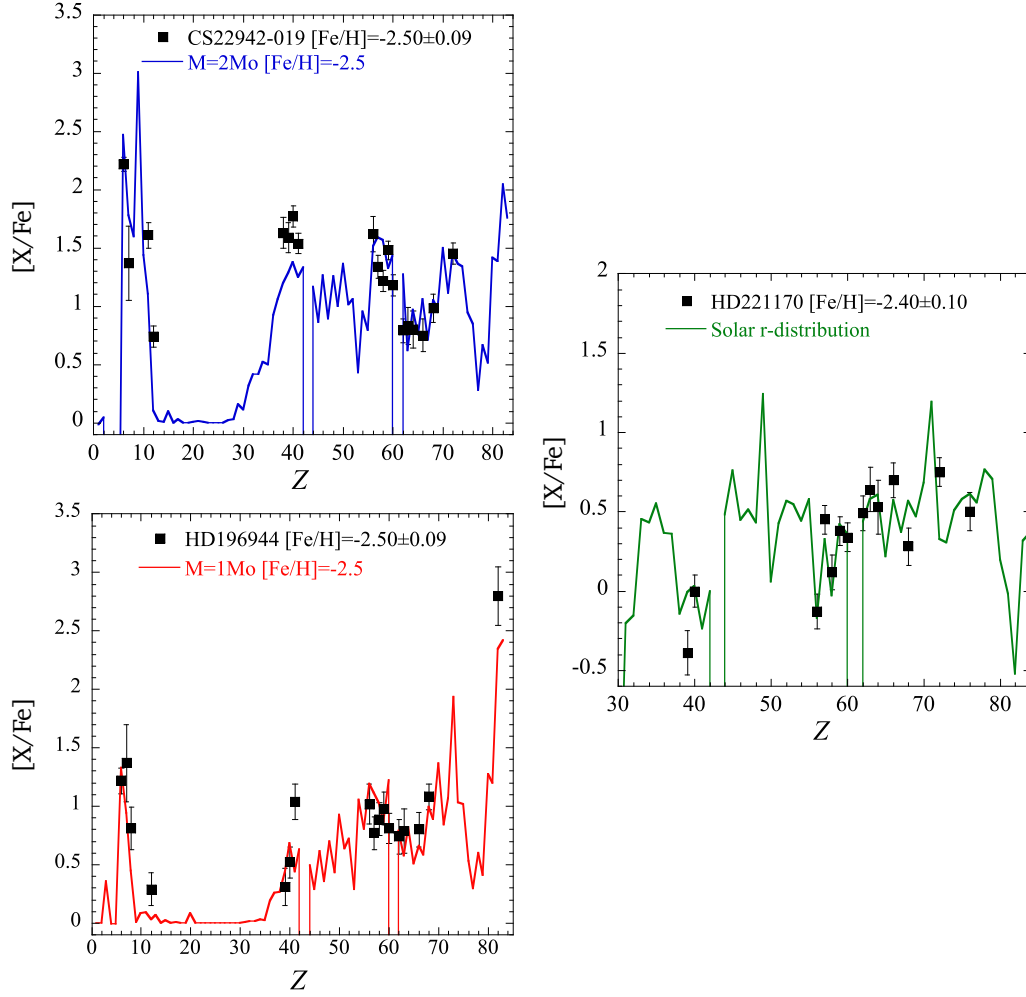 3.5
CS22942-019 [Fe/H]=-2.50±0.09
M=2Mo [Fe/H]=-2.5
3
2.5
2
1.5
1
0.5
0
[X/Fe]
0 10 20 30 40 50 60 70 80
Z
3.5
HD196944 [Fe/H]=-2.50±0.09
M=1Mo [Fe/H]=-2.5
3
2.5
2
1.5
1
0.5
0
[X/Fe]
0 10 20 30 40 50 60 70 80
Z
2
HD221170 [Fe/H]=-2.40±0.10
Solar r-distribution
1.5
1
0.5
0
-0.5
[X/Fe]
30 40 50 60 70 80
Z